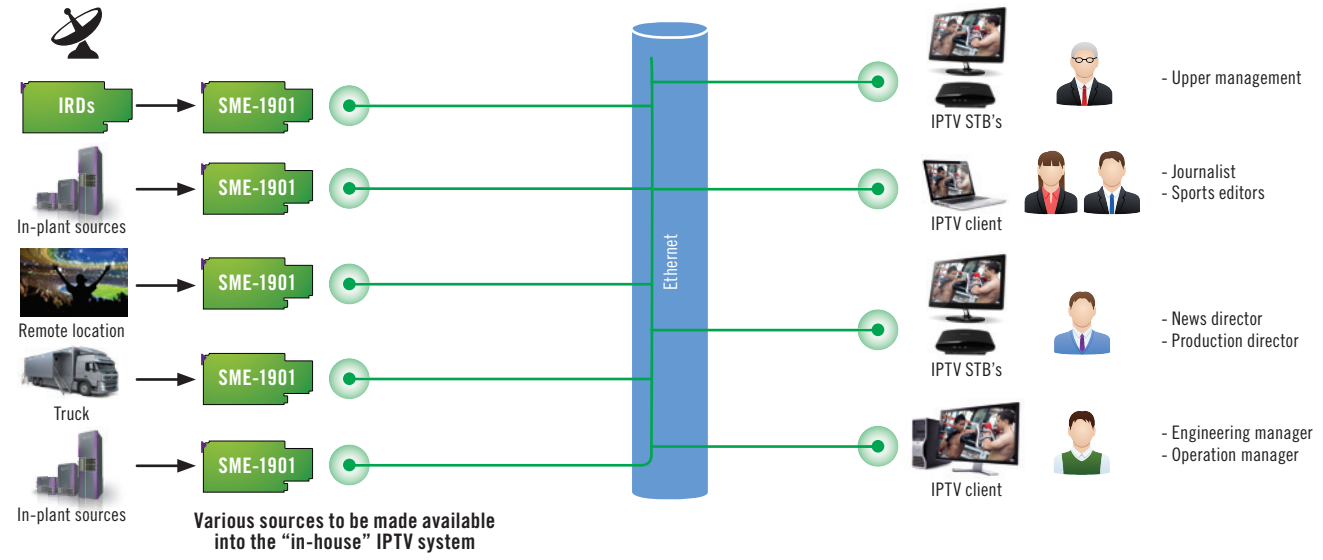 IRDs
SME-1901
IPTV STB's
- Upper management
SME-1901
In-plant sources
IPTV client
- Journalist
- Sports editors
Ethernet
SME-1901
Remote location
IPTV STB's
- News director
- Production director
SME-1901
Truck
SME-1901
In-plant sources
IPTV client
- Engineering manager
- Operation manager
Various sources to be made available
into the “in-house” IPTV system